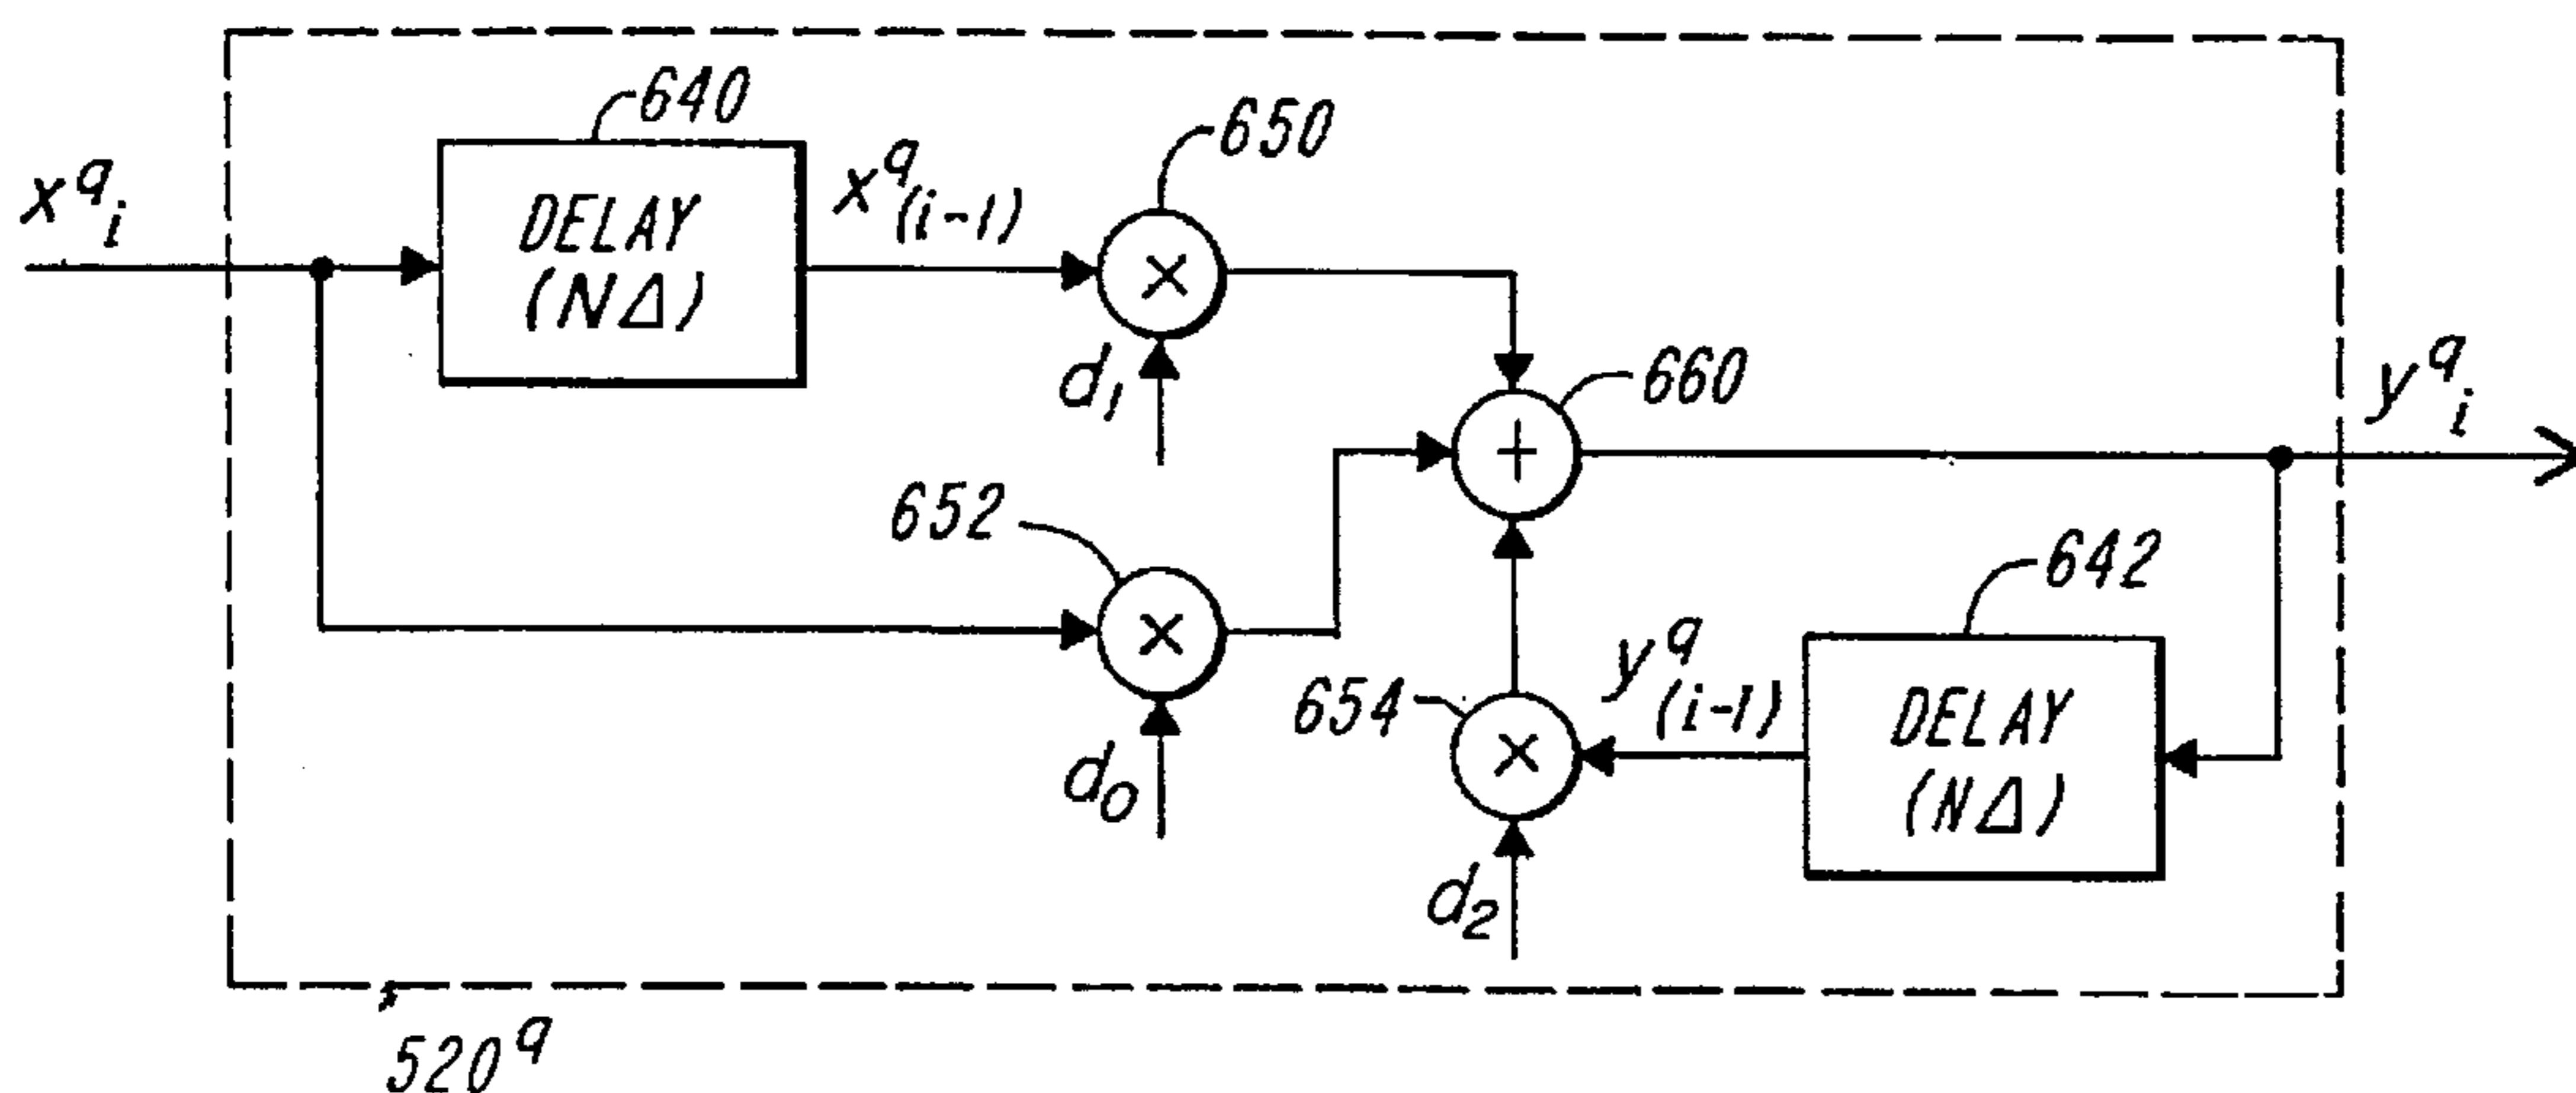 640
650
x^q_i
DELAY
(NΔ)
x^q_(i-1)
×
d_1
660
y^q_i
+
652
×
d_0
642
y^q_(i-1)
654
×
DELAY
(NΔ)
d_2
520^q